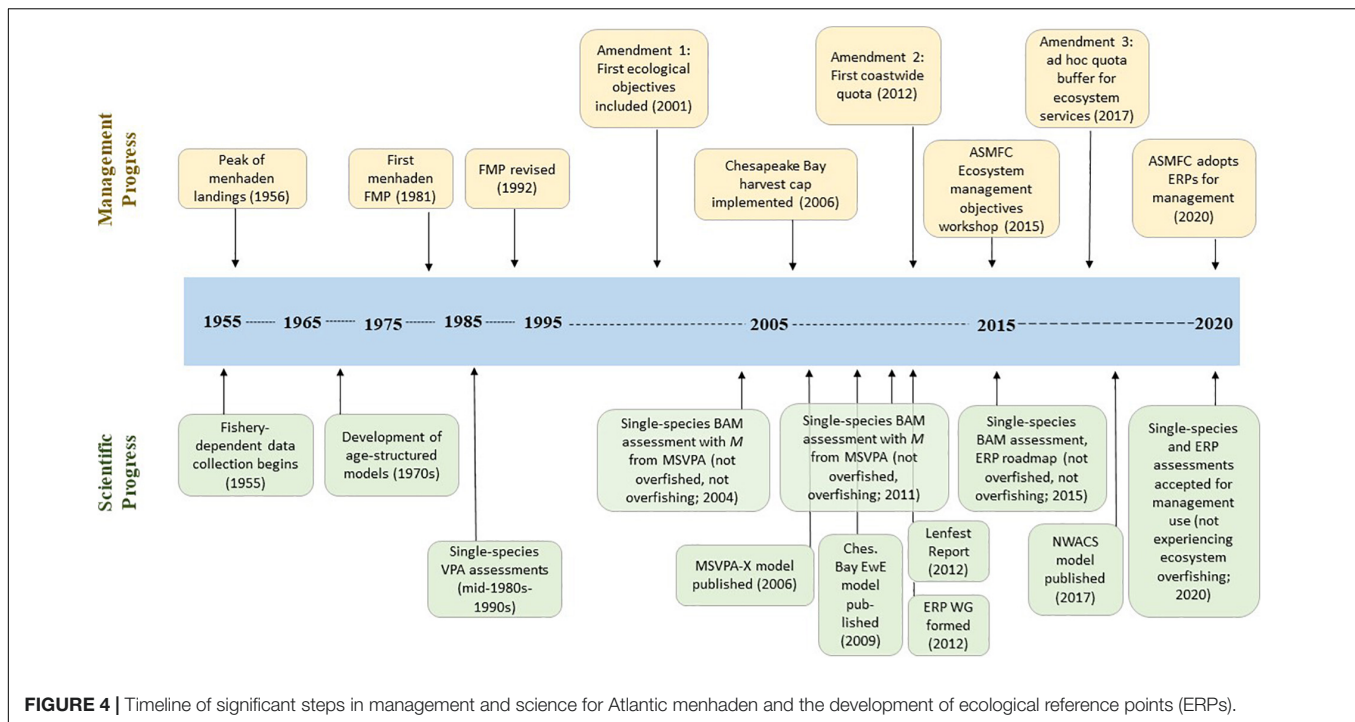 Management
Progress
Peak of
menhaden
landings (1956)
First
menhaden
FMP (1981)
FMP revised
(1992)
Amendment 1:
First ecological
objectives
included (2001)
Chesapeake Bay
harvest cap
implemented (2006)
Amendment 2:
First coastwide
quota (2012)
ASMFC
Ecosystem
management
objectives
workshop (2015)
Amendment 3:
ad hoc quota
buffer for
ecosystem
services (2017)
ASMFC adopts
ERPs for
management
(2020)
1955 1965 1975 1985 1995 2005 2015 2020
Scientific
Progress
Fishery-
dependent data
collection begins
(1955)
Development of
age-structured
models (1970s)
Single-species
VPA assessments
(mid-1980s-
1990s)
Single-species BAM
assessment with M
from MSVPA (not
overfished, not
overfishing; 2004)
MSVPA-X model
published (2006)
Single-species BAM
assessment with M
from MSVPA (not
overfished,
overfishing; 2011)
Ches.
Bay EwE
model
pub-
lished
(2009)
Lenfest
Report
(2012)
ERP WG
formed
(2012)
Single-species
BAM assessment,
ERP roadmap (not
overfished, not
overfishing; 2015)
NWACS
model
published
(2017)
Single-species
and ERP
assessments
accepted for
management
use (not
experiencing
ecosystem
overfishing;
2020)
FIGURE 4 | Timeline of significant steps in management and science for Atlantic menhaden and the development of ecological reference points (ERPs).